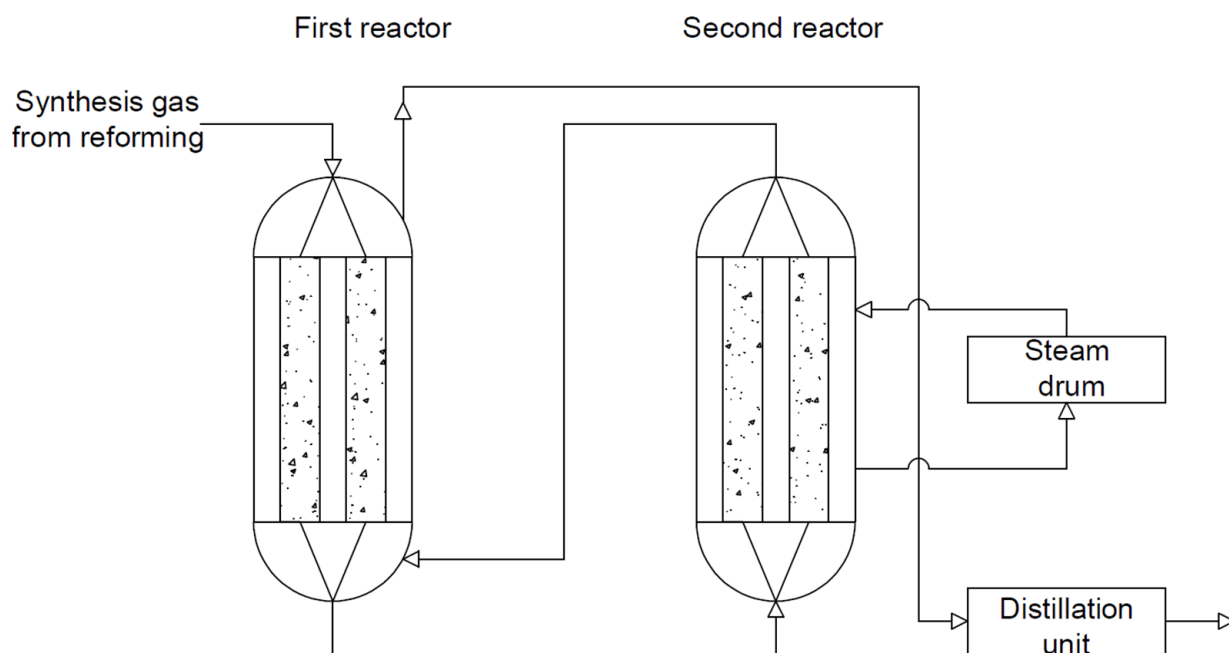 First reactor
Second reactor
Synthesis gas
from reforming
Steam
drum
Distillation
unit